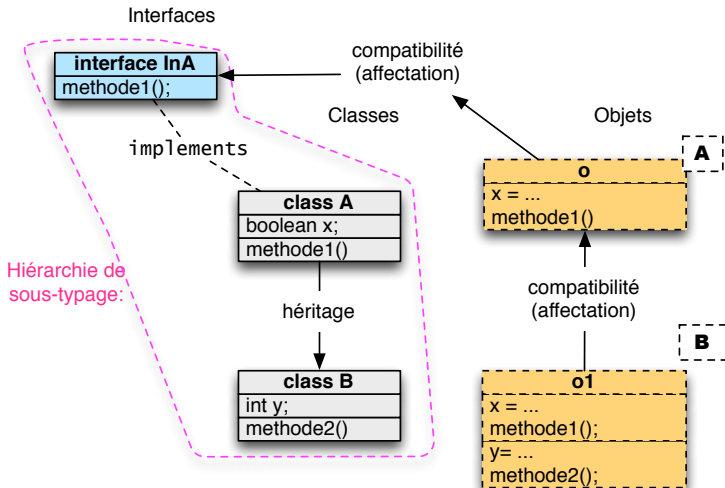 Interfaces
interface InA
methode1();
compatibilité
(affectation)
Classes
Objets
implements
A
o
x = ...
methode1()
class A
boolean x;
methode1()
Hiérarchie de
sous-typage:
héritage
compatibilité
(affectation)
B
class B
int y;
methode2()
o1
x = ...
methode1();
y= ...
methode2();